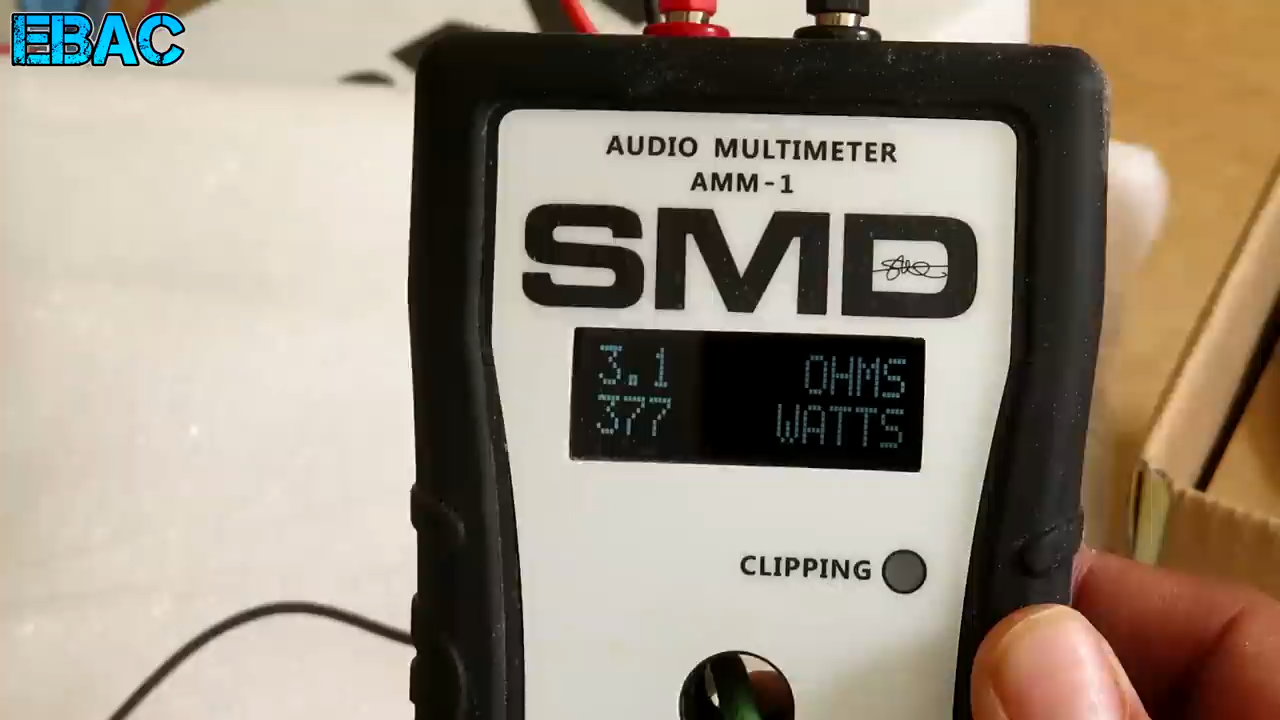 EBAC
AUDIO MULTIMETER
AMM-1
SMD
3.1 OHMS
377 WATTS
CLIPPING